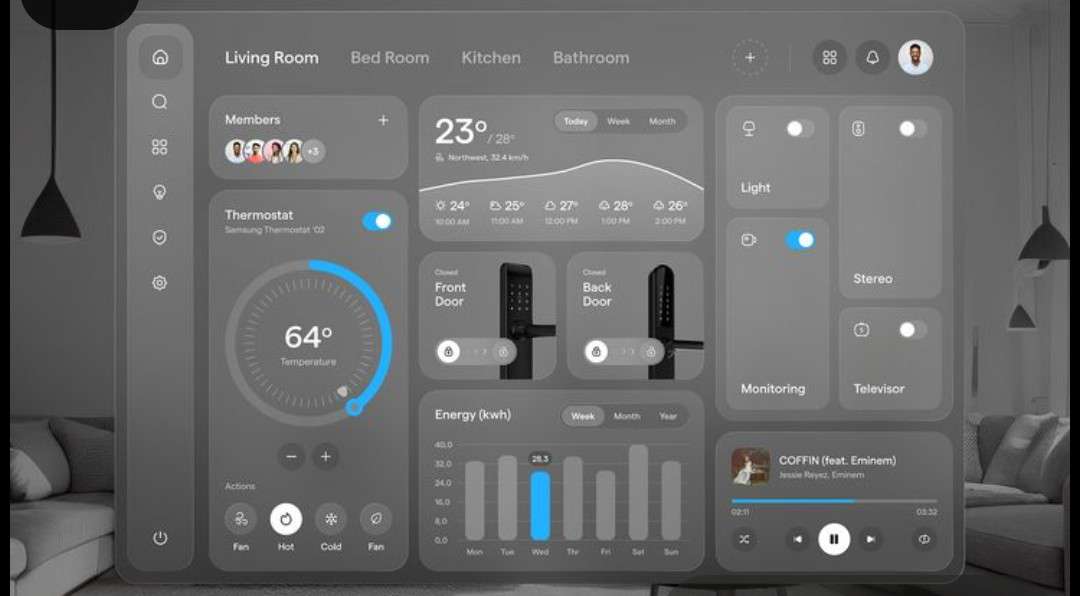 Living Room
Bed Room
Kitchen
Bathroom
+
Members
+
+3
Thermostat
Samsung Thermostat '02
64°
Temperature
− +
Actions
Fan
Hot
Cold
Fan
23° / 28°
Northwest, 32.4 km/h
Today
Week
Month
24° 25° 27° 28° 26°
10:00 AM 11:00 AM 12:00 PM 1:00 PM 2:00 PM
Closed
Front
Door
Closed
Back
Door
Energy (kwh)
Week
Month
Year
40,0
32,0
24,0
16,0
8,0
0,0
28,3
Mon Tue Wed Thr Fri Sat Sun
Light
Stereo
Monitoring
Televisor
COFFIN (feat. Eminem)
Jessie Reyez, Eminem
02:11
03:32